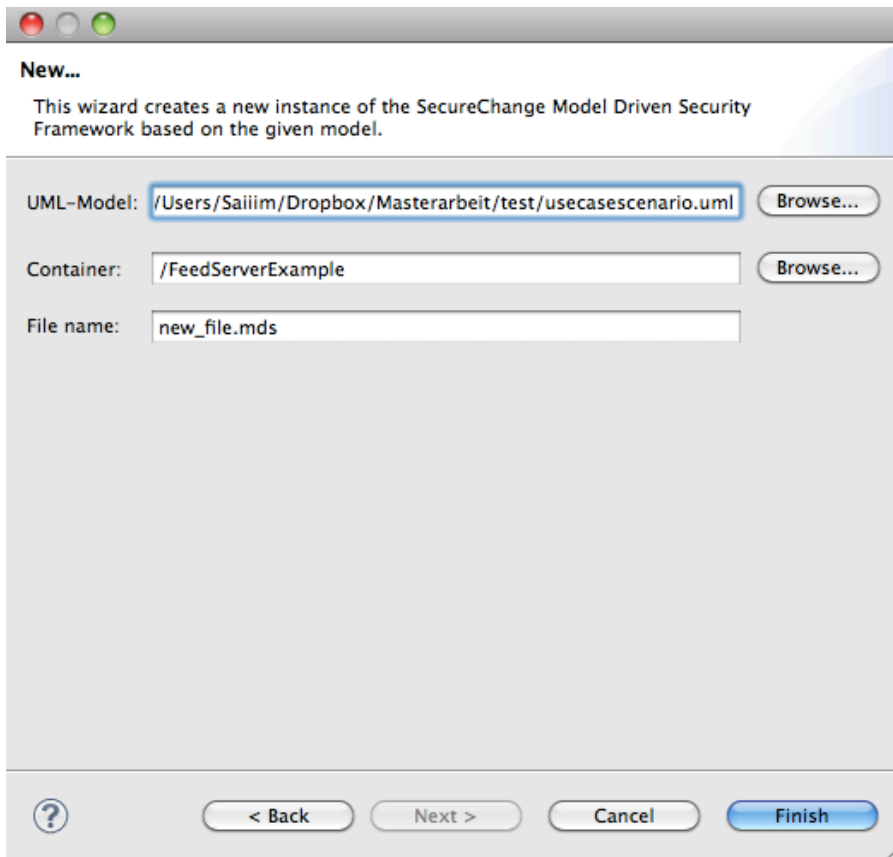 New...
This wizard creates a new instance of the SecureChange Model Driven Security
Framework based on the given model.
UML-Model: /Users/Saiiim/Dropbox/Masterarbeit/test/usecasescenario.uml Browse...
Container: /FeedServerExample Browse...
File name: new_file.mds
? < Back Next > Cancel Finish